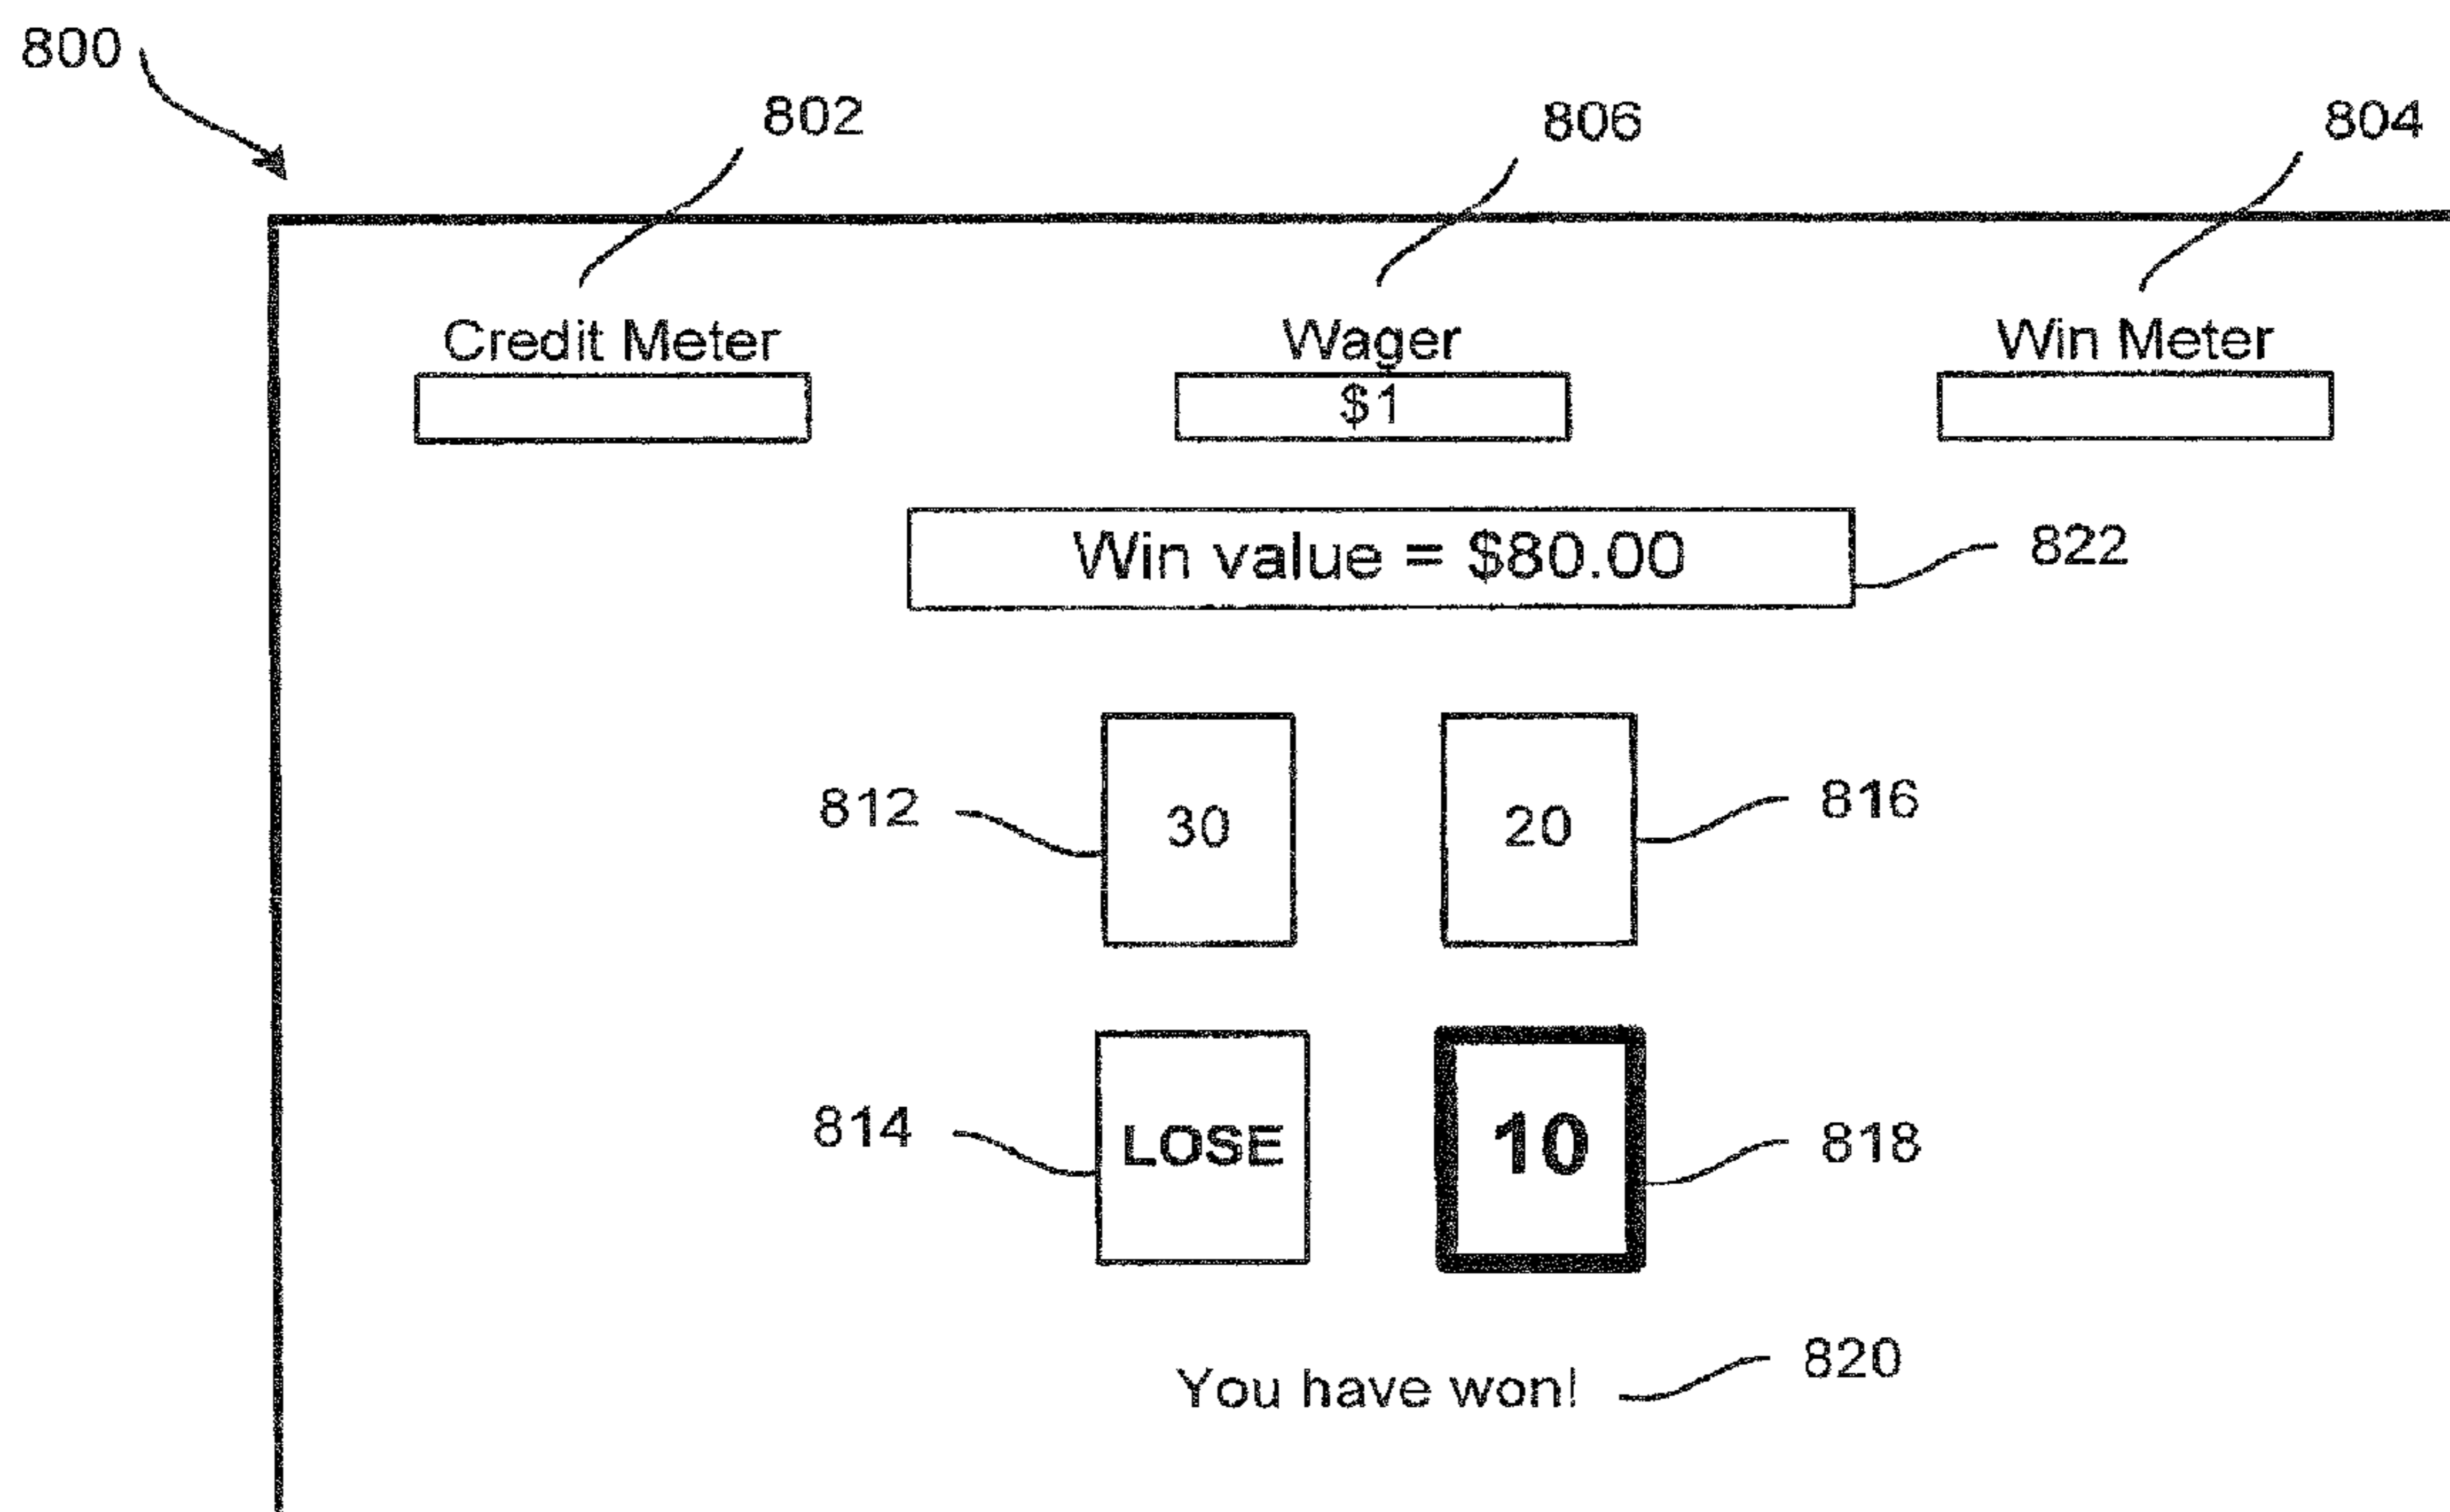 800
802 806 804
Credit Meter Wager Win Meter
$1
Win value = $80.00 822
812 30 20 816
814 LOSE 10 818
You have won! 820